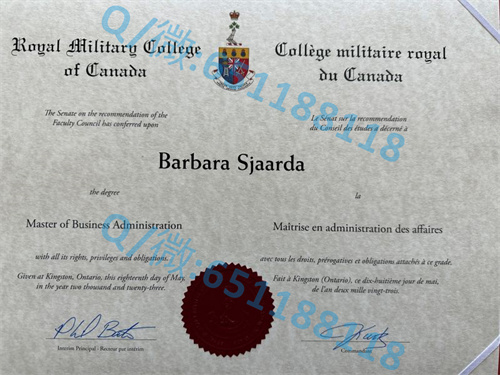 Royal Military College
of Canada
Collège militaire royal
du Canada
The Senate on the recommendation of the
Faculty Council has conferred upon
Le Sénat sur la recommandation
du Conseil des études a décerné à
Barbara Sjaarda
the degree
la
Master of Business Administration
Maîtrise en administration des affaires
with all its rights, privileges and obligations.
avec tous les droits, prérogatives et obligations attachés à ce grade.
Given at Kingston, Ontario, this eighteenth day of May,
in the year two thousand and twenty-three.
Fait à Kingston (Ontario), ce dix-huitième jour de mai,
de l'an deux mille vingt-trois.
Interim Principal / Recteur par intérim
Commandant
Q/微:651188118
Q/微:651188118